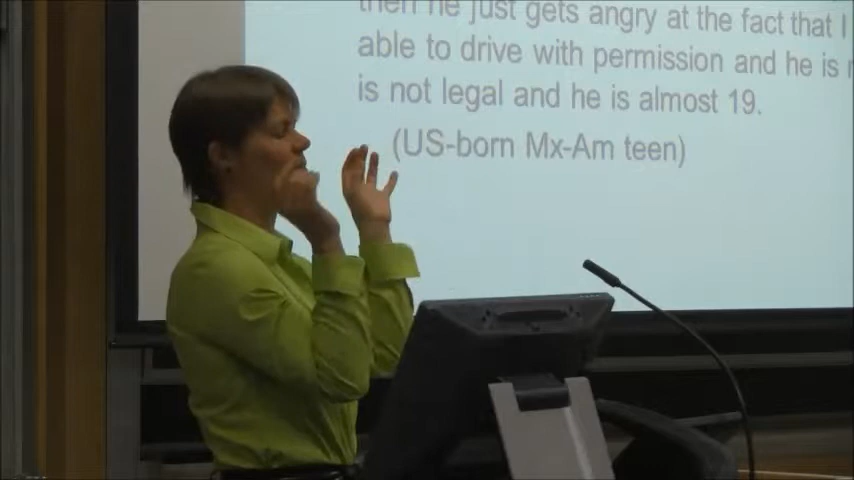 then he just gets angry at the fact that I
able to drive with permission, and he is
is not legal and he is almost 19.
(US-born Mx-Am teen)